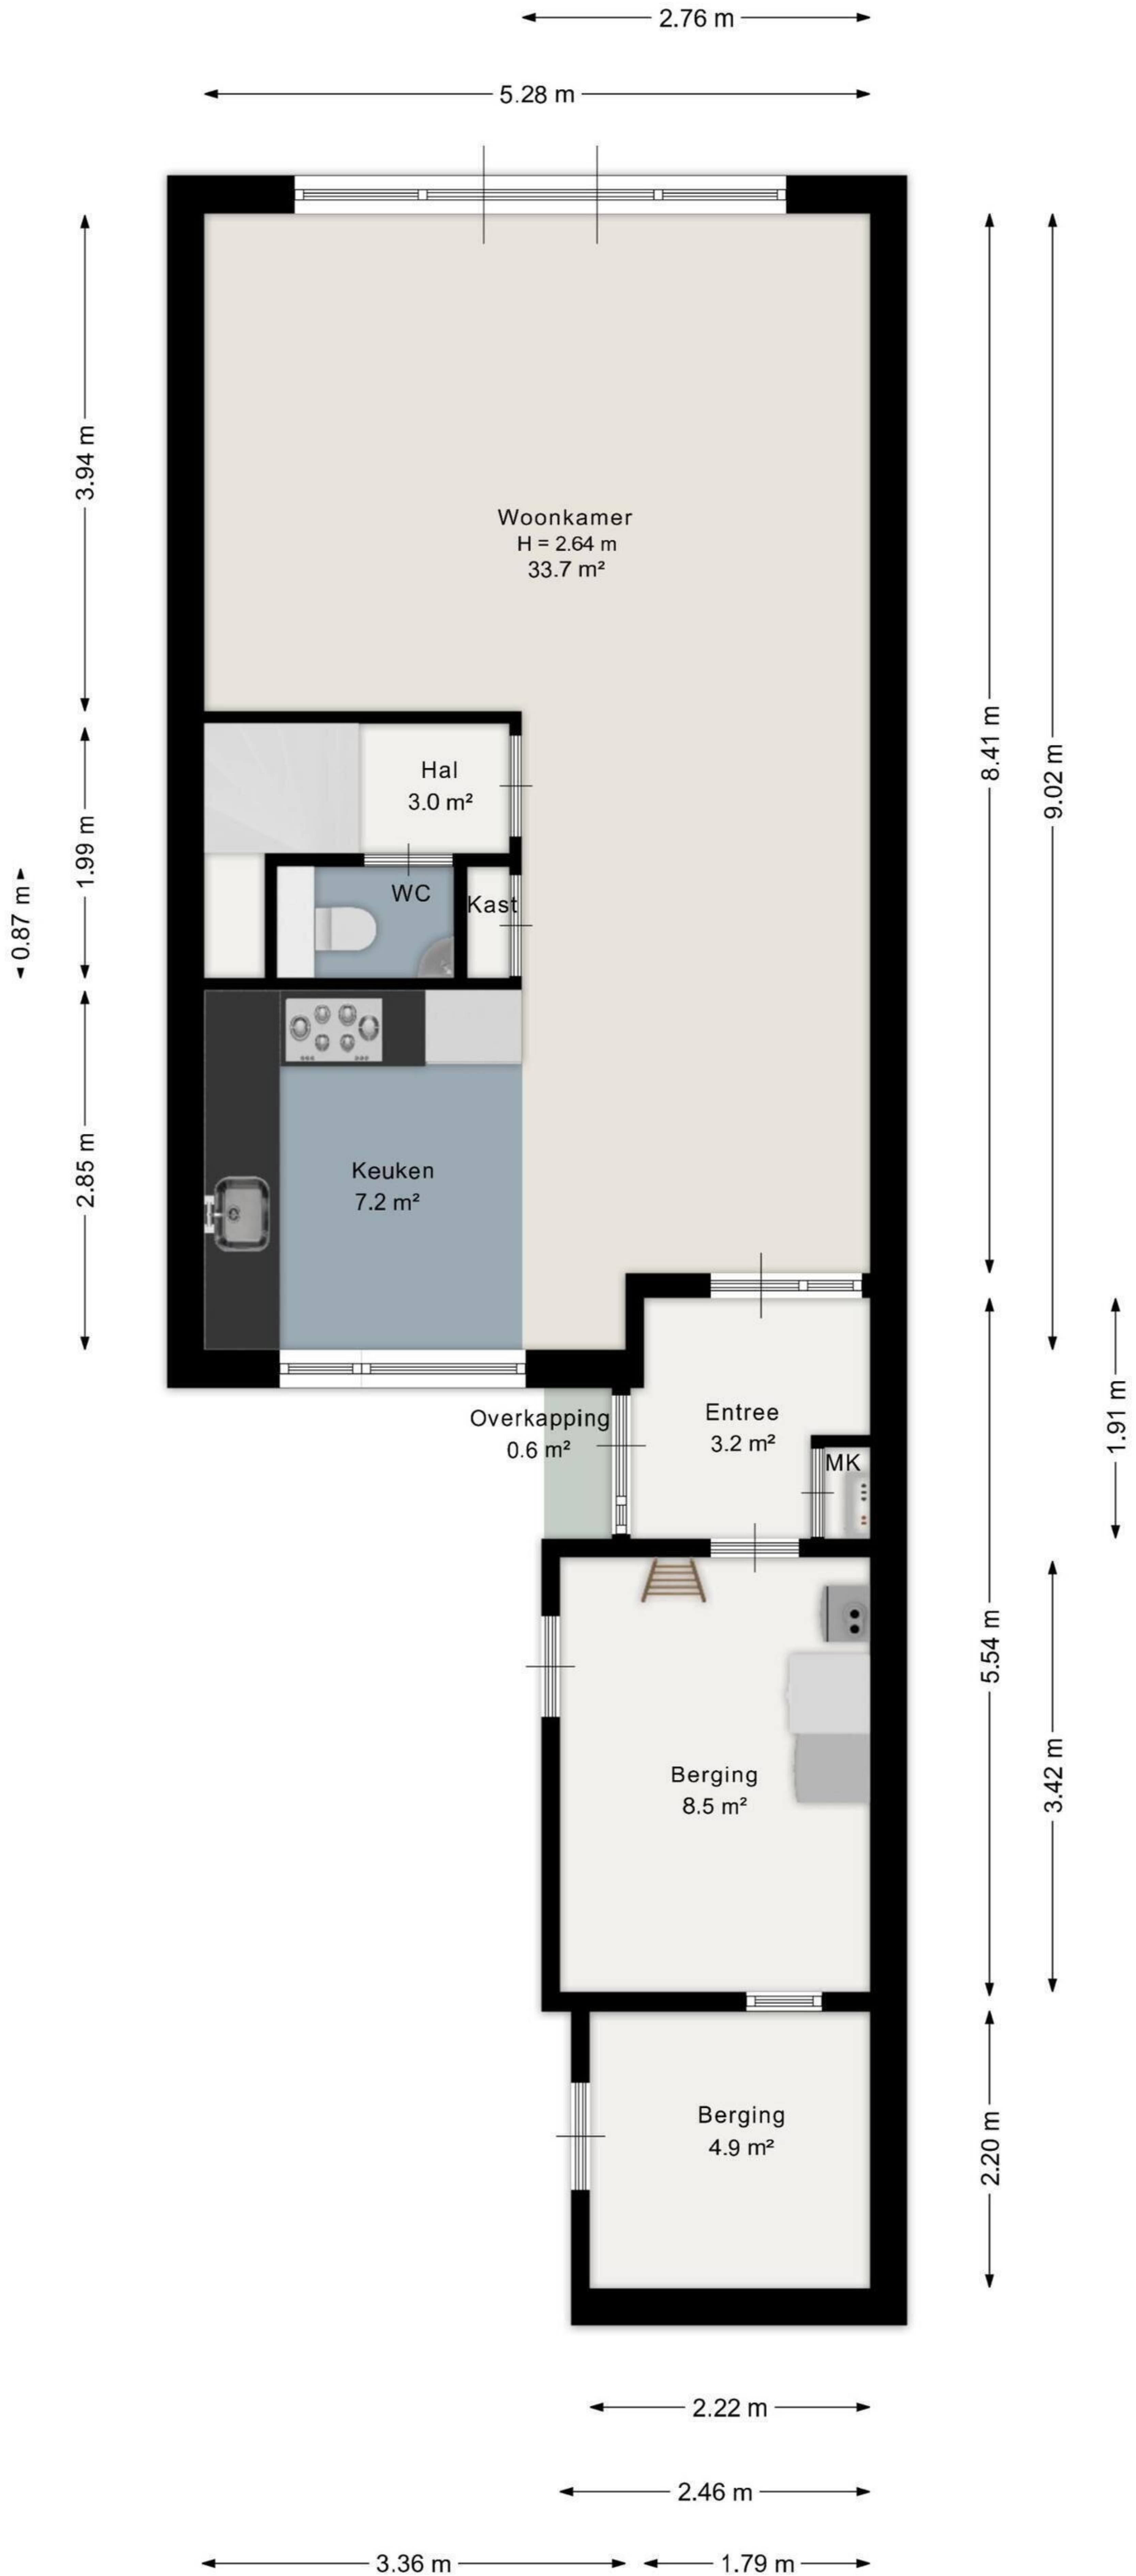 2.76 m
5.28 m
3.94 m
Woonkamer
H = 2.64 m
33.7 m²
8.41 m
9.02 m
Hal
3.0 m²
1.99 m
0.87 m
WC
Kast
Keuken
7.2 m²
2.85 m
Overkapping
0.6 m²
Entree
3.2 m²
MK
1.91 m
5.54 m
Berging
8.5 m²
3.42 m
Berging
4.9 m²
2.20 m
2.22 m
2.46 m
3.36 m
1.79 m